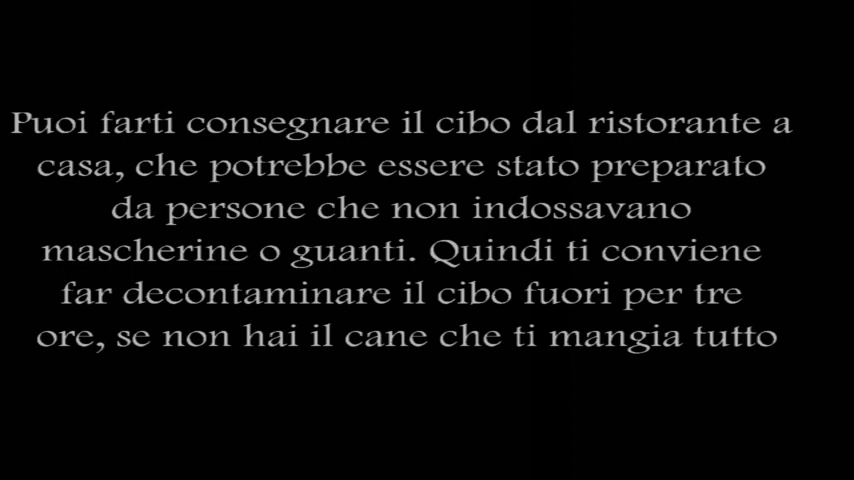 Puoi farti consegnare il cibo dal ristorante a
casa, che potrebbe essere stato preparato
da persone che non indossavano
mascherine o guanti. Quindi ti conviene
far decontaminare il cibo fuori per tre
ore, se non hai il cane che ti mangia tutto